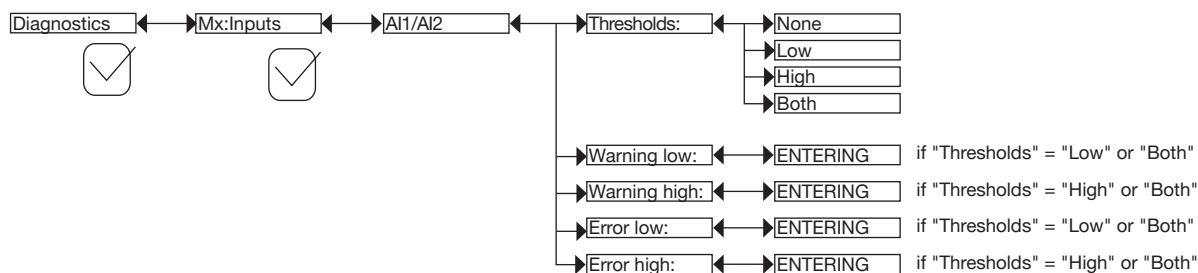 Diagnostics Mx:Inputs AI1/AI2 Thresholds: None
Low
High
Both
Warning low: ENTERING if "Thresholds" = "Low" or "Both"
Warning high: ENTERING if "Thresholds" = "High" or "Both"
Error low: ENTERING if "Thresholds" = "Low" or "Both"
Error high: ENTERING if "Thresholds" = "High" or "Both"